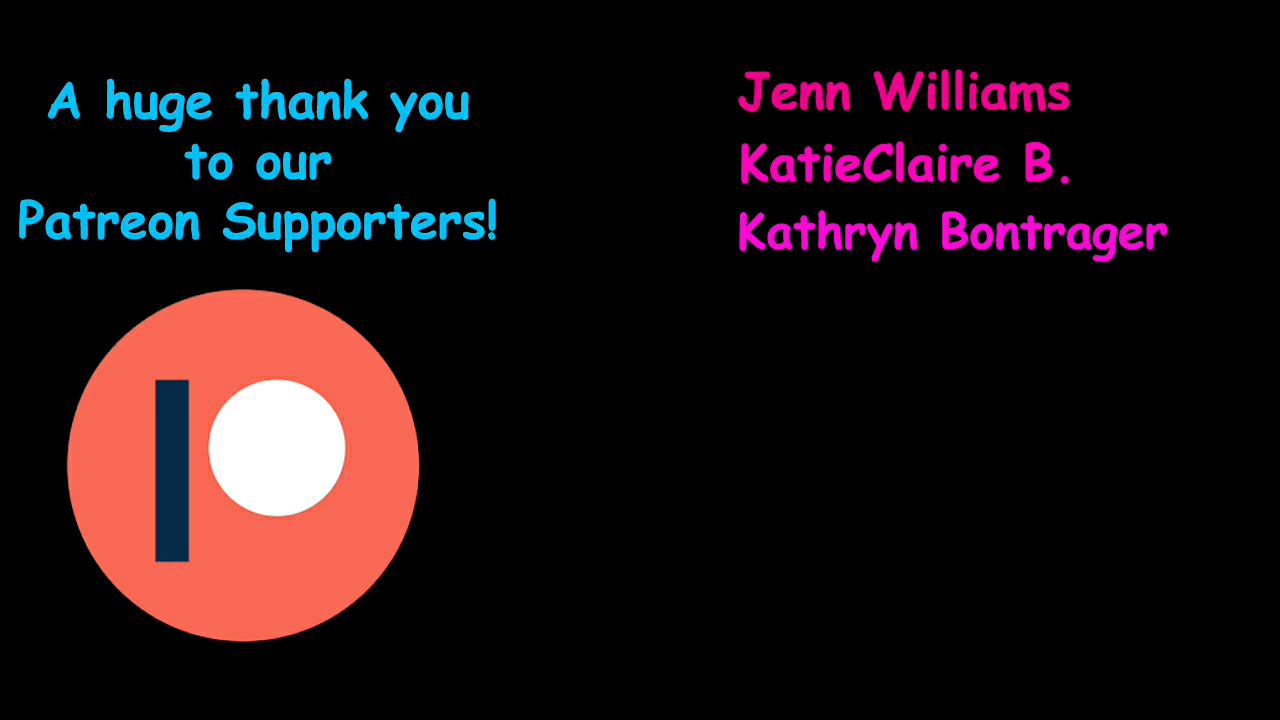 A huge thank you
to our
Patreon Supporters!
Jenn Williams
KatieClaire B.
Kathryn Bontrager